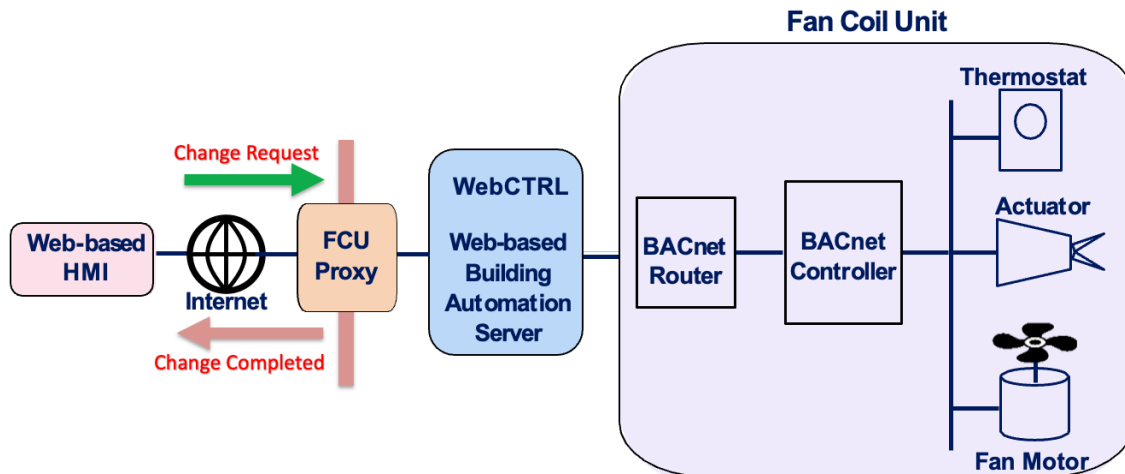 Fan Coil Unit
Thermostat
Change Request
WebCTRL
Web-based
Building
Automation
Server
Web-based
HMI
Internet
FCU
Proxy
BACnet
Router
BACnet
Controller
Actuator
Change Completed
Fan Motor